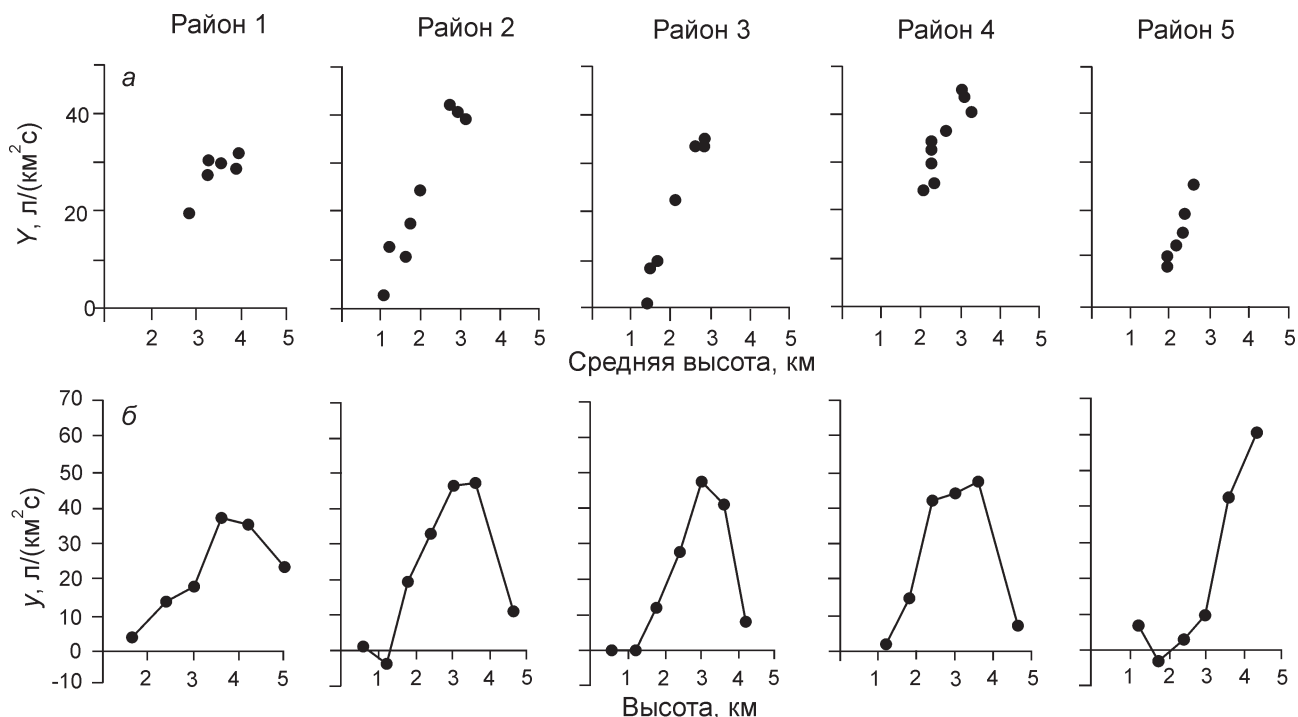 Район 1 Район 2 Район 3 Район 4 Район 5
а
Y, л/(км²с)
40
20
0
2 3 4 5 1 2 3 4 5 1 2 3 4 5 1 2 3 4 5 1 2 3 4 5
Средняя высота, км
б
y, л/(км²с)
70
60
50
40
30
20
10
0
-10
2 3 4 5 1 2 3 4 5 1 2 3 4 5 1 2 3 4 5 1 2 3 4 5
Высота, км